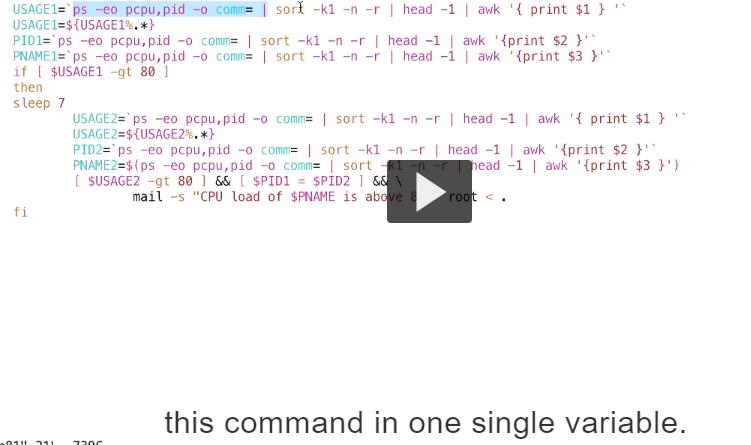 USAGE1=`ps -eo pcpu,pid -o comm= | sort -k1 -n -r | head -1 | awk '{ print $1 } '`
USAGE1=${USAGE1%.*}
PID1=`ps -eo pcpu,pid -o comm= | sort -k1 -n -r | head -1 | awk '{print $2 }'`
PNAME1=`ps -eo pcpu,pid -o comm= | sort -k1 -n -r | head -1 | awk '{print $3 }'`
if [ $USAGE1 -gt 80 ]
then
sleep 7
USAGE2=`ps -eo pcpu,pid -o comm= | sort -k1 -n -r | head -1 | awk '{ print $1 } '`
USAGE2=${USAGE2%.*}
PID2=`ps -eo pcpu,pid -o comm= | sort -k1 -n -r | head -1 | awk '{print $2 }'`
PNAME2=$(ps -eo pcpu,pid -o comm= | sort -k1 -n -r | head -1 | awk '{print $3 }')
[ $USAGE2 -gt 80 ] && [ $PID1 = $PID2 ] && \
mail -s "CPU load of $PNAME is above 8 root < .
fi
this command in one single variable.